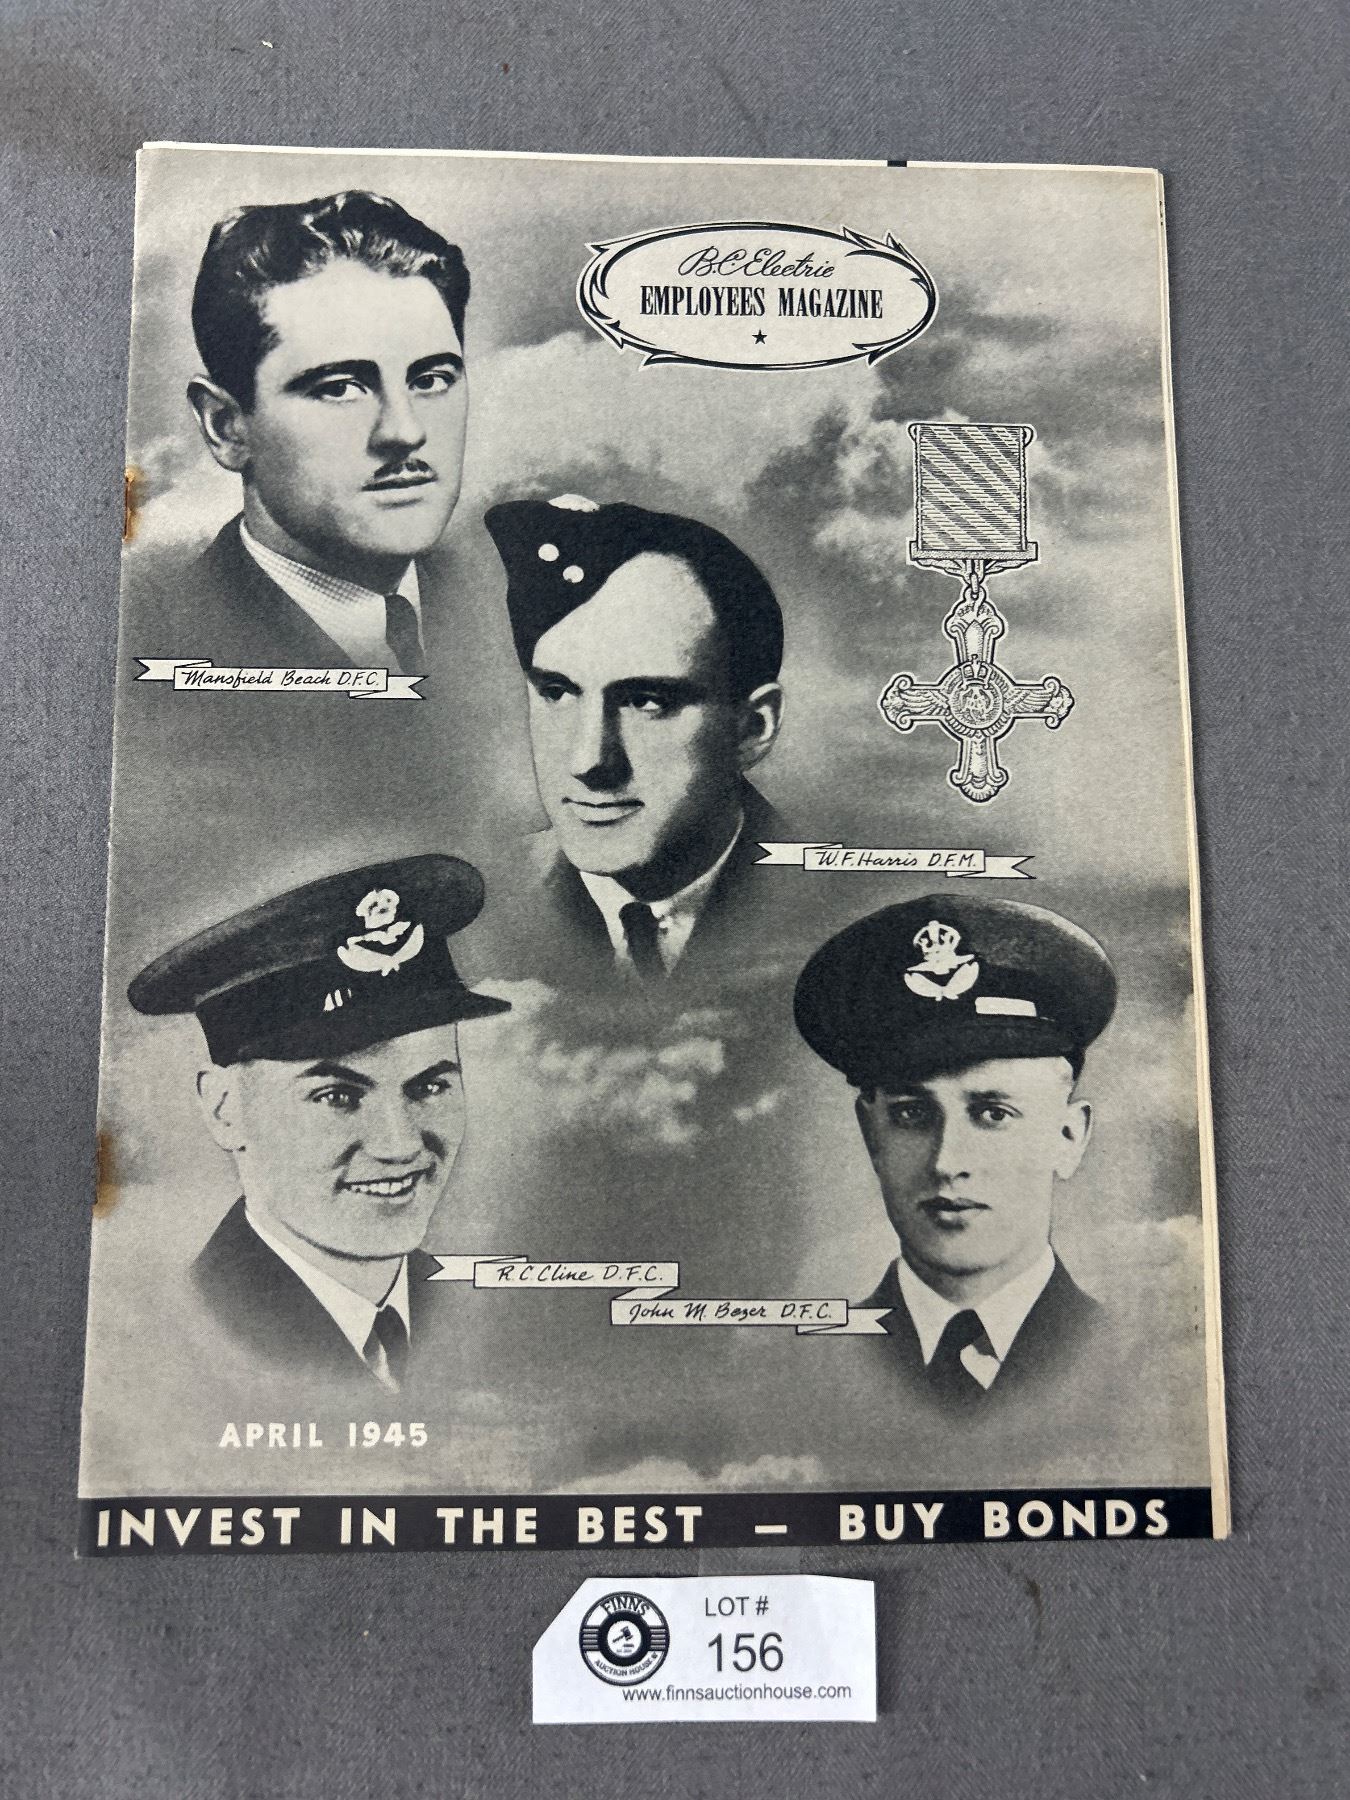 B.C. Electric
EMPLOYEES MAGAZINE
Mansfield Beach D.F.C.
W.F. Harris D.F.M.
R.C. Cline D.F.C.
John M. Bezer D.F.C.
APRIL 1945
INVEST IN THE BEST — BUY BONDS
FINNS
AUCTION HOUSE
LOT #
156
www.finnsauctionhouse.com